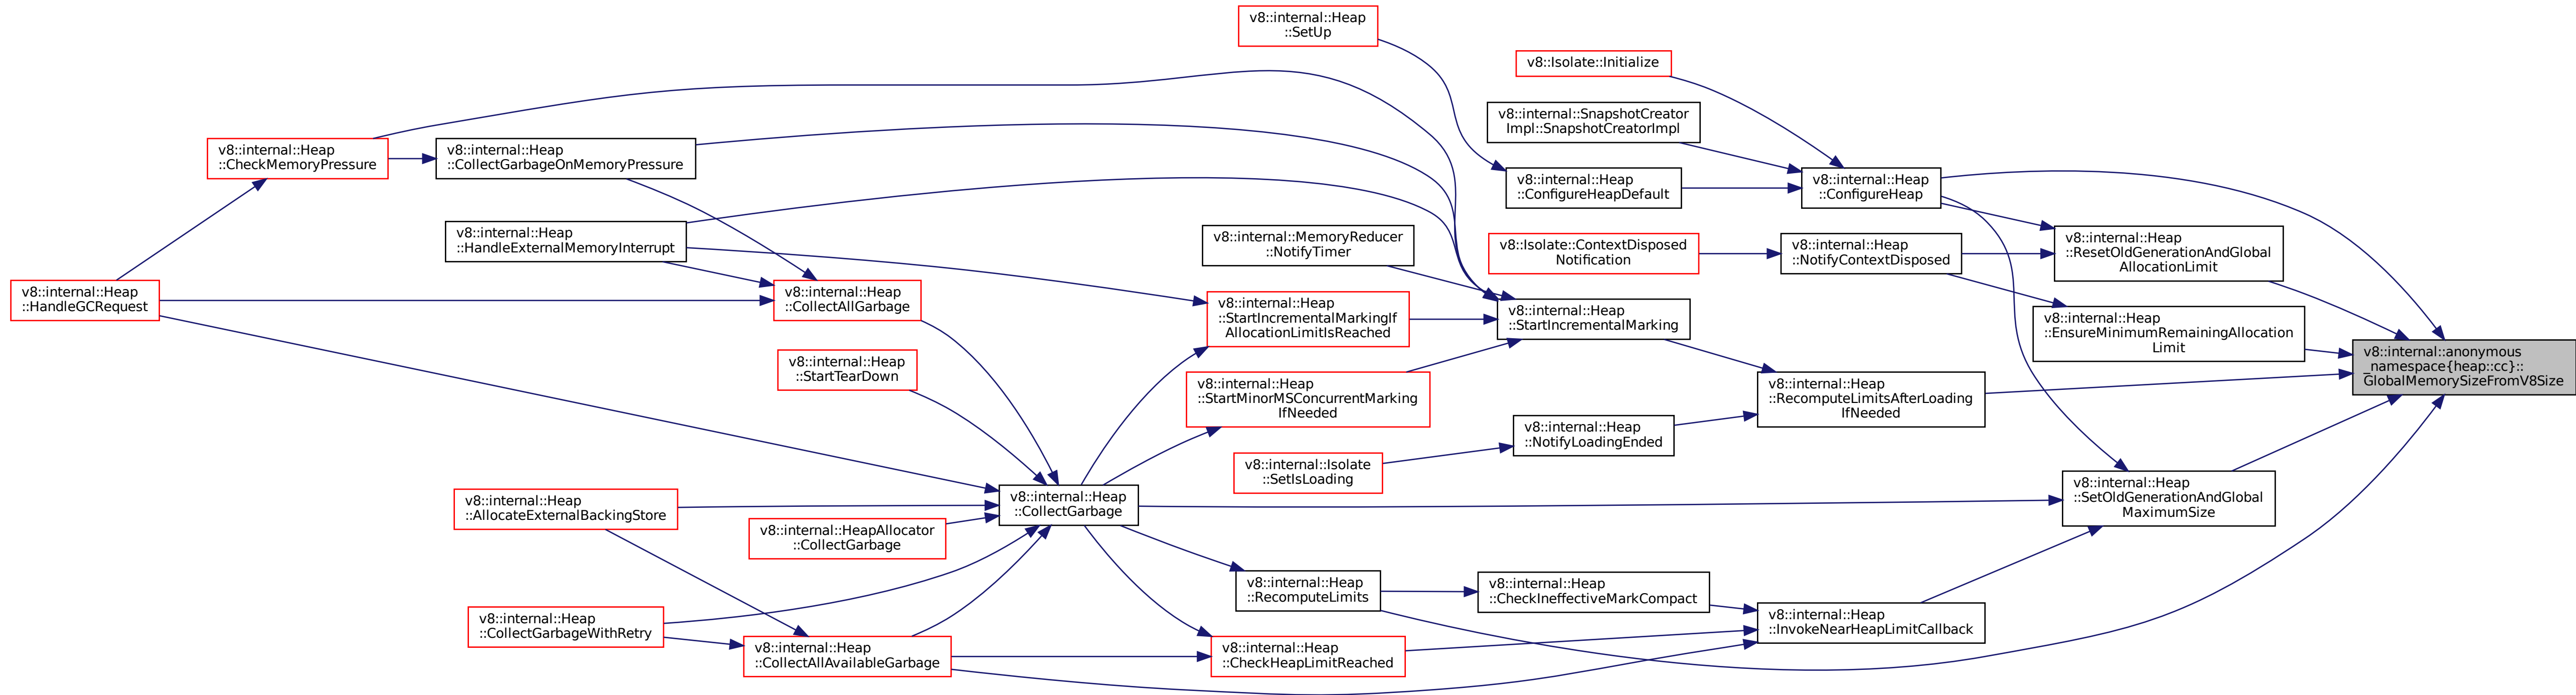 v8::internal::Heap
::SetUp
v8::Isolate::Initialize
v8::internal::SnapshotCreator
Impl::SnapshotCreatorImpl
v8::internal::Heap
::CheckMemoryPressure
v8::internal::Heap
::CollectGarbageOnMemoryPressure
v8::internal::Heap
::ConfigureHeapDefault
v8::internal::Heap
::ConfigureHeap
v8::internal::Heap
::HandleExternalMemoryInterrupt
v8::internal::MemoryReducer
::NotifyTimer
v8::Isolate::ContextDisposed
Notification
v8::internal::Heap
::NotifyContextDisposed
v8::internal::Heap
::ResetOldGenerationAndGlobal
AllocationLimit
v8::internal::Heap
::HandleGCRequest
v8::internal::Heap
::CollectAllGarbage
v8::internal::Heap
::StartIncrementalMarkingIf
AllocationLimitIsReached
v8::internal::Heap
::StartIncrementalMarking
v8::internal::Heap
::EnsureMinimumRemainingAllocation
Limit
v8::internal::anonymous
_namespace{heap::cc}::
GlobalMemorySizeFromV8Size
v8::internal::Heap
::StartTearDown
v8::internal::Heap
::StartMinorMSConcurrentMarking
IfNeeded
v8::internal::Heap
::RecomputeLimitsAfterLoading
IfNeeded
v8::internal::Heap
::NotifyLoadingEnded
v8::internal::Isolate
::SetIsLoading
v8::internal::Heap
::AllocateExternalBackingStore
v8::internal::Heap
::CollectGarbage
v8::internal::Heap
::SetOldGenerationAndGlobal
MaximumSize
v8::internal::HeapAllocator
::CollectGarbage
v8::internal::Heap
::RecomputeLimits
v8::internal::Heap
::CheckIneffectiveMarkCompact
v8::internal::Heap
::InvokeNearHeapLimitCallback
v8::internal::Heap
::CollectGarbageWithRetry
v8::internal::Heap
::CollectAllAvailableGarbage
v8::internal::Heap
::CheckHeapLimitReached